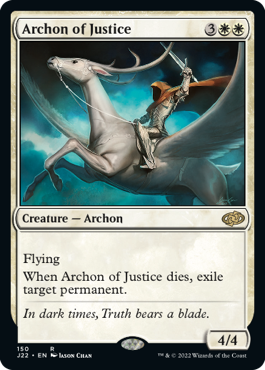 Archon of Justice 3
Creature — Archon
Flying
When Archon of Justice dies, exile
target permanent.
In dark times, Truth bears a blade.
4/4
150 R
J22 • EN Jason Chan
™ & © 2022 Wizards of the Coast